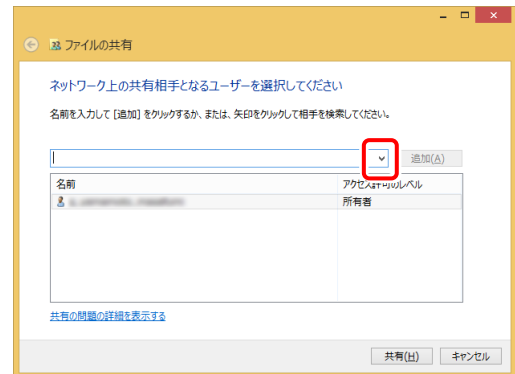 ファイルの共有
ネットワーク上の共有相手となるユーザーを選択してください
名前を入力して [追加] をクリックするか、または、矢印をクリックして相手を検索してください。
追加(A)
名前 アクセス許可のレベル
所有者
共有の問題の詳細を表示する
共有(H) キャンセル